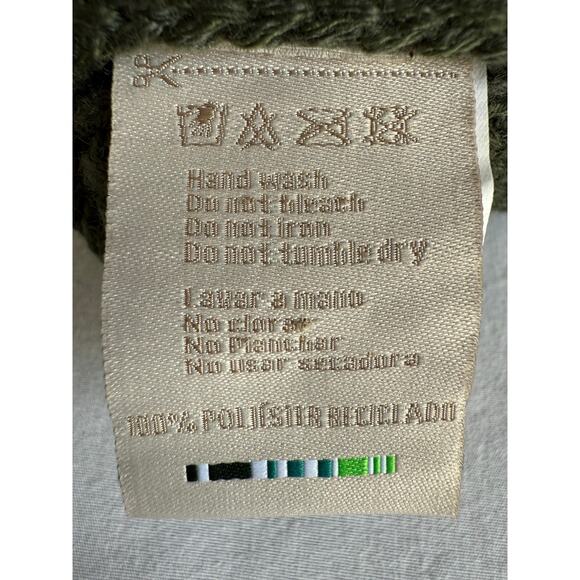 Hand wash
Do not bleach
Do not iron
Do not tumble dry
Lavar a mano
No clorar
No Planchar
No usar secadora
100% POLIÉSTER RECICLADO